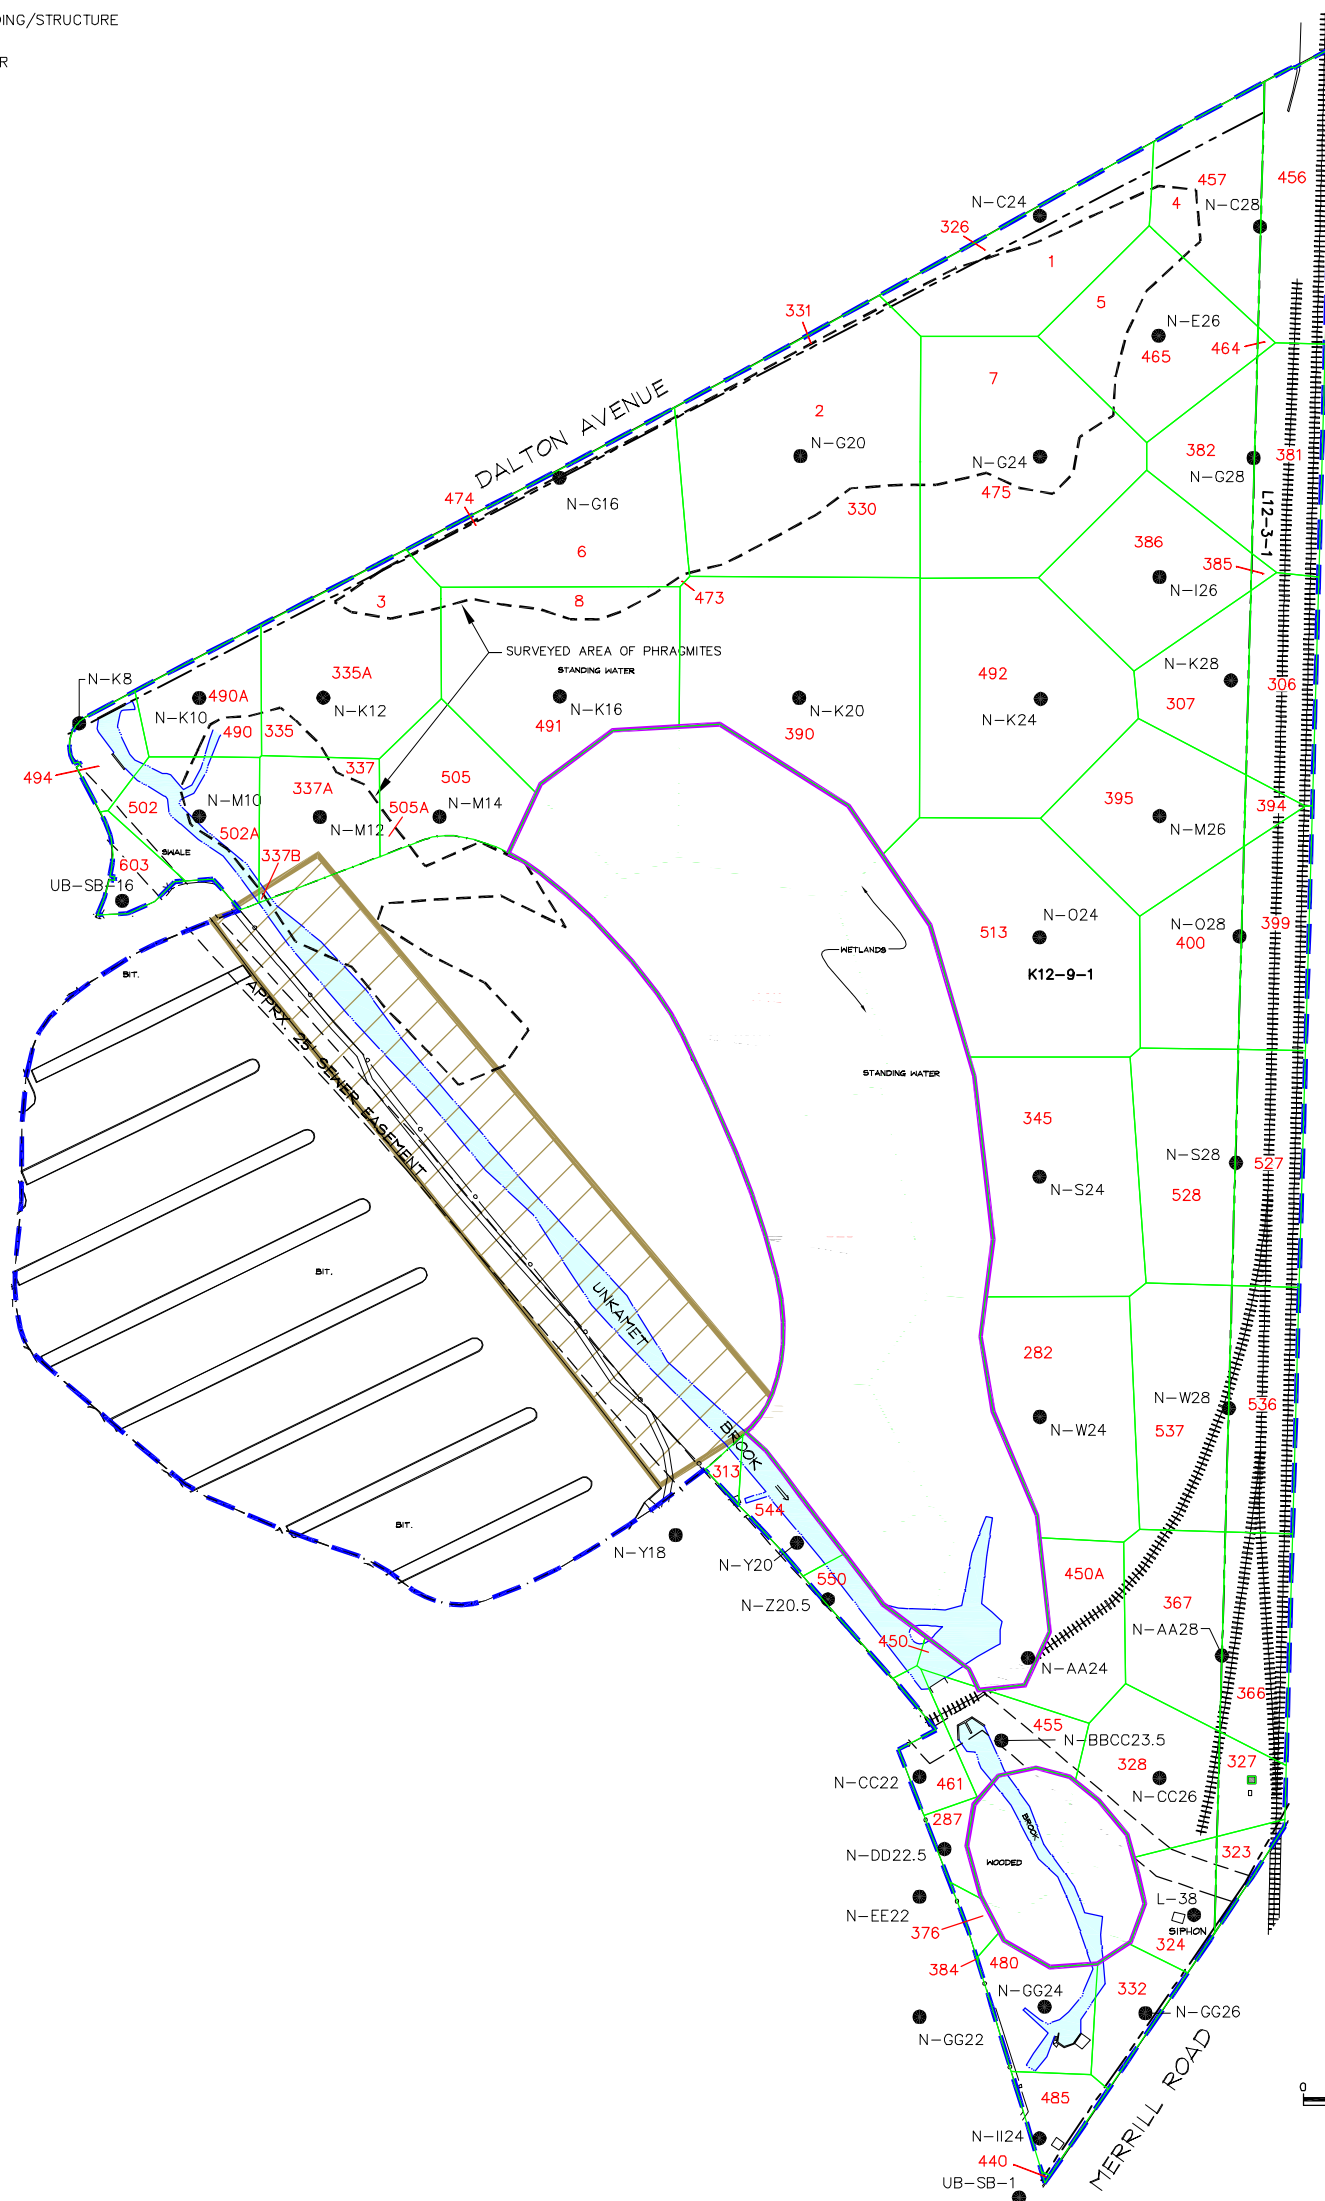 DING/STRUCTURE
R
457
456
4
N-C24
N-C28
326
1
5
331
N-E26
465
464
7
2
DALTON AVENUE
N-G20
N-G24
382
381
N-G28
474
N-G16
475
330
L12-3-1
6
386
385
N-I26
3
8
473
SURVEYED AREA OF PHRAGMITES
STANDING WATER
N-K28
N-K8
335A
492
306
490A
N-K10
N-K12
N-K16
N-K20
N-K24
307
491
390
490
335
494
337
505
337A
502
N-M10
505A
N-M14
395
394
N-M12
N-M26
502A
SWALE
337B
603
UB-SB-16
N-O24
N-O28
399
513
400
WETLANDS
BIT.
K12-9-1
APPRX. 25' SEWER EASEMENT
STANDING WATER
345
N-S28
527
N-S24
528
BIT.
UNKAMET
282
N-W28
536
N-W24
537
BROOK
313
544
BIT.
N-Y18
N-Y20
550
450A
367
N-Z20.5
N-AA28
450
N-AA24
366
455
N-BBCC23.5
N-CC22
461
328
327
N-CC26
287
BROOK
N-DD22.5
WOODED
323
N-EE22
L-38
376
SIPHON
324
384
480
332
N-GG24
N-GG26
N-GG22
MERRILL ROAD
0
485
N-II24
440
UB-SB-1